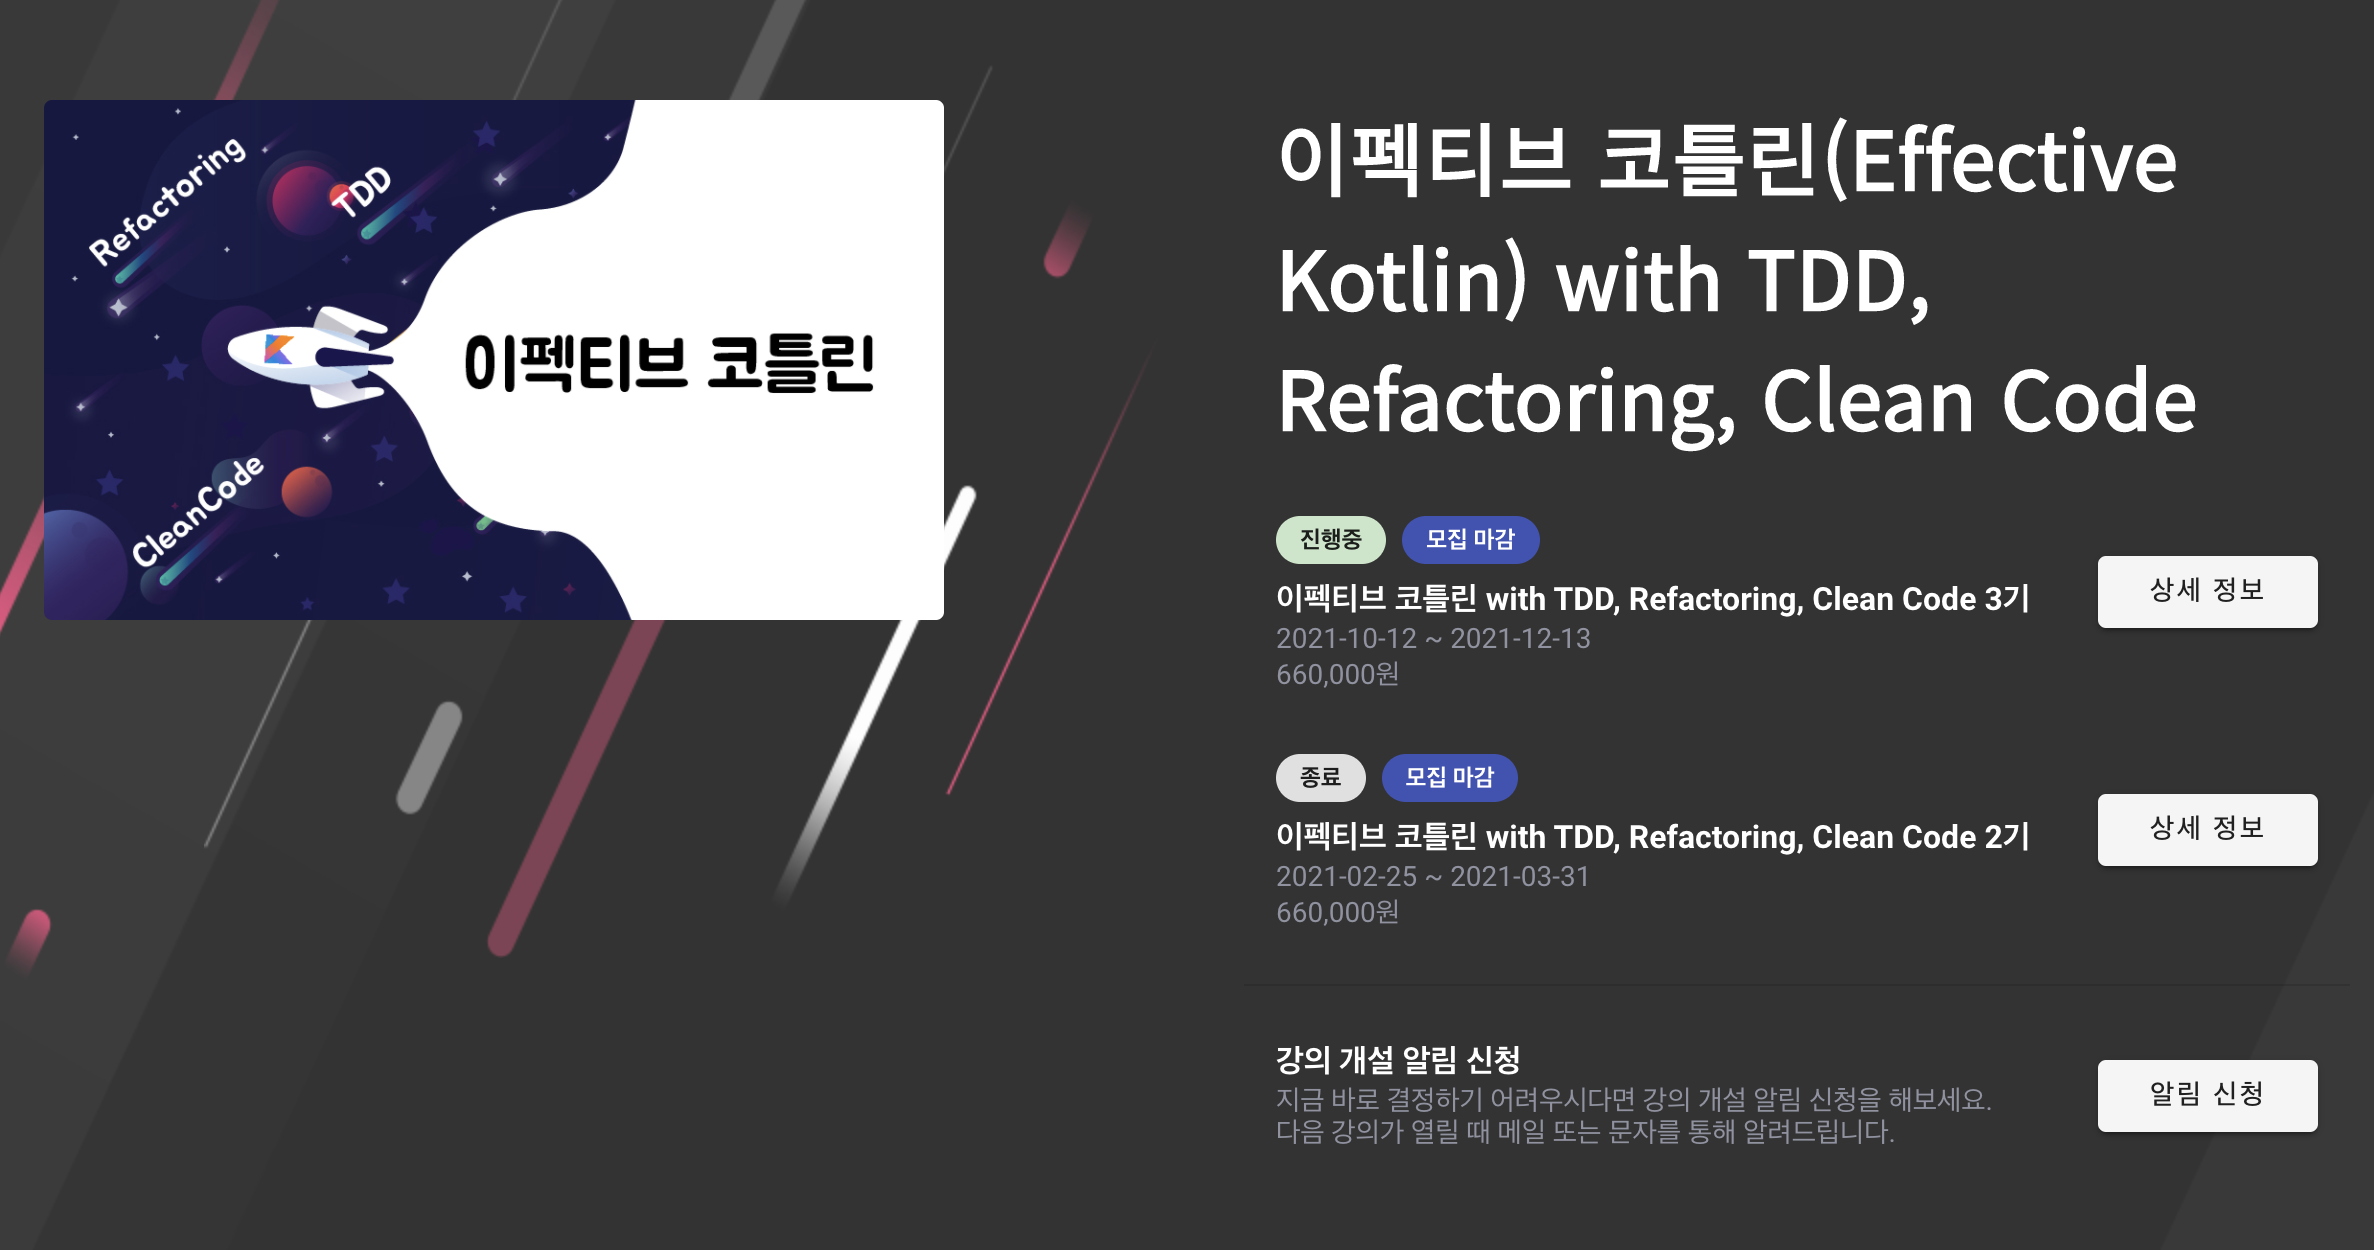 Refactoring
TDD
이펙티브 코틀린
CleanCode
이펙티브 코틀린(Effective
Kotlin) with TDD,
Refactoring, Clean Code
진행중
모집 마감
이펙티브 코틀린 with TDD, Refactoring, Clean Code 3기
2021-10-12 ~ 2021-12-13
660,000원
상세 정보
종료
모집 마감
이펙티브 코틀린 with TDD, Refactoring, Clean Code 2기
2021-02-25 ~ 2021-03-31
660,000원
상세 정보
강의 개설 알림 신청
지금 바로 결정하기 어려우시다면 강의 개설 알림 신청을 해보세요.
다음 강의가 열릴 때 메일 또는 문자를 통해 알려드립니다.
알림 신청